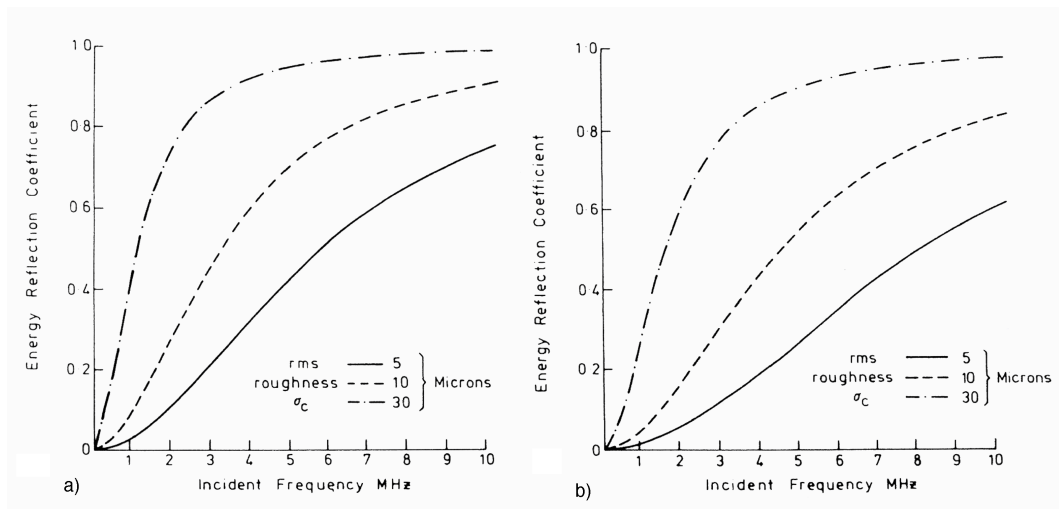 1·0
0·8
0·6
0·4
0·2
0
Energy Reflection Coefficient
rms 5
roughness 10 Microns
σC 30
1 2 3 4 5 6 7 8 9 10
Incident Frequency MHz
a)
1·0
0·8
0·6
0·4
0·2
0
Energy Reflection Coefficient
rms 5
roughness 10 Microns
σC 30
1 2 3 4 5 6 7 8 9 10
Incident Frequency MHz
b)